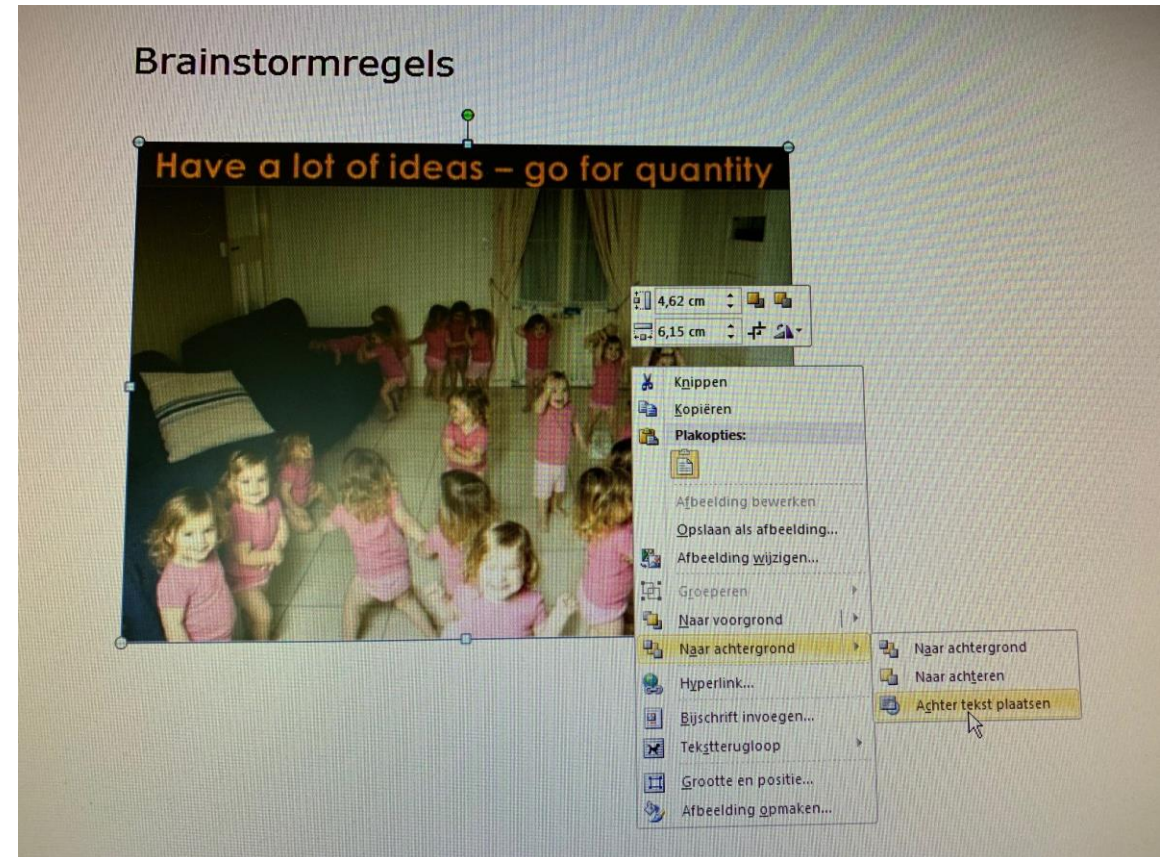 Brainstormregels
Have a lot of ideas – go for quantity
4,62 cm
6,15 cm
Knippen
Kopiëren
Plakopties:
Afbeelding bewerken
Opslaan als afbeelding...
Afbeelding wijzigen...
Groeperen
Naar voorgrond
Naar achtergrond
Naar achtergrond
Naar achteren
Achter tekst plaatsen
Hyperlink...
Bijschrift invoegen...
Tekstterugloop
Grootte en positie...
Afbeelding opmaken...